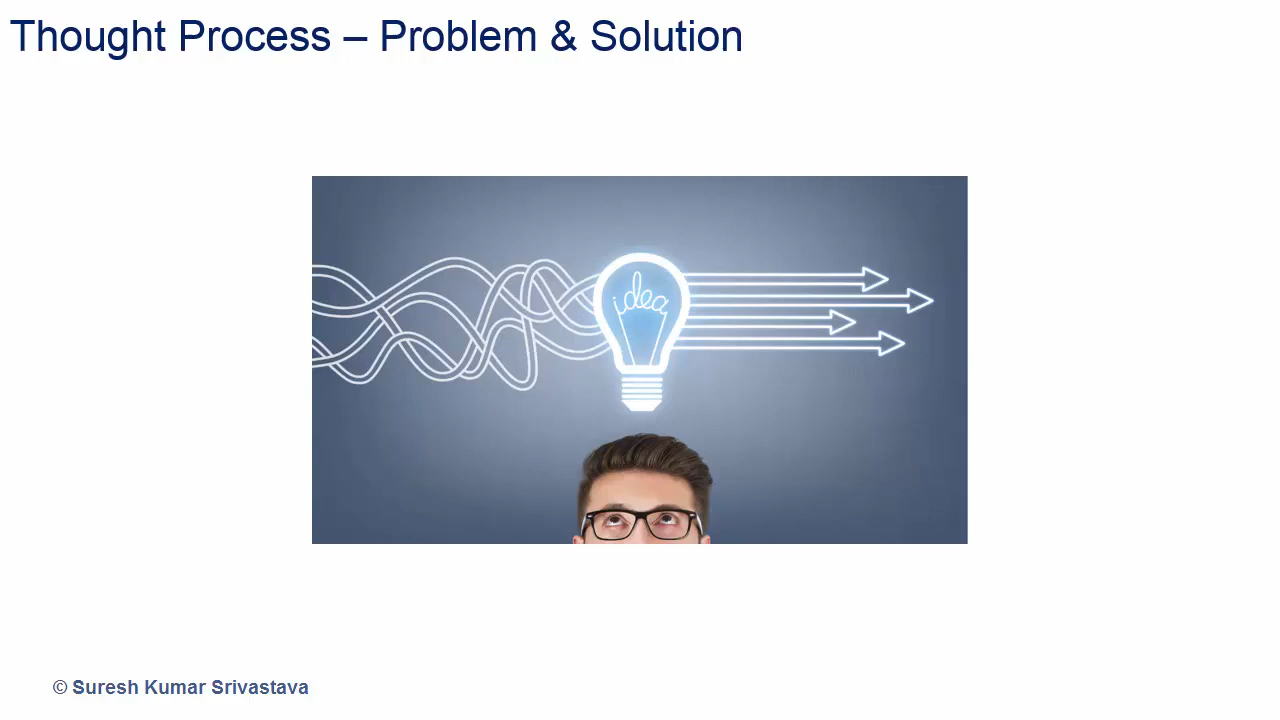 Thought Process – Problem & Solution
idea
© Suresh Kumar Srivastava